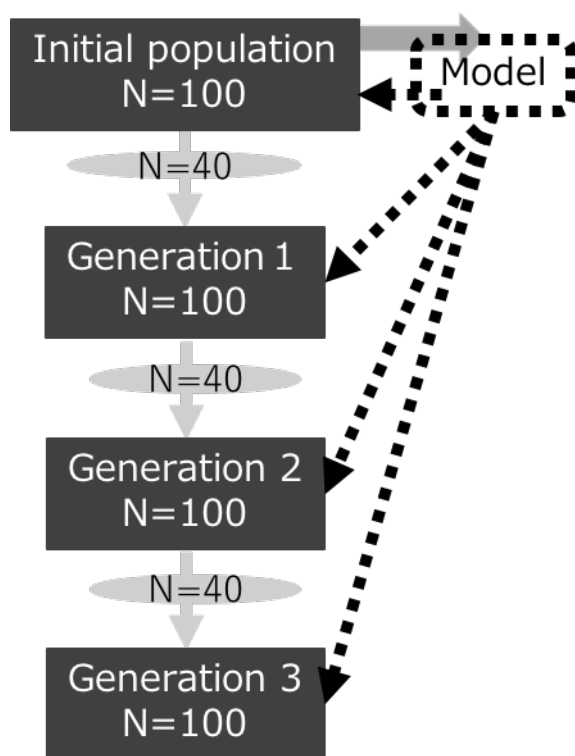 Initial population
N=100
Model
N=40
Generation 1
N=100
N=40
Generation 2
N=100
N=40
Generation 3
N=100